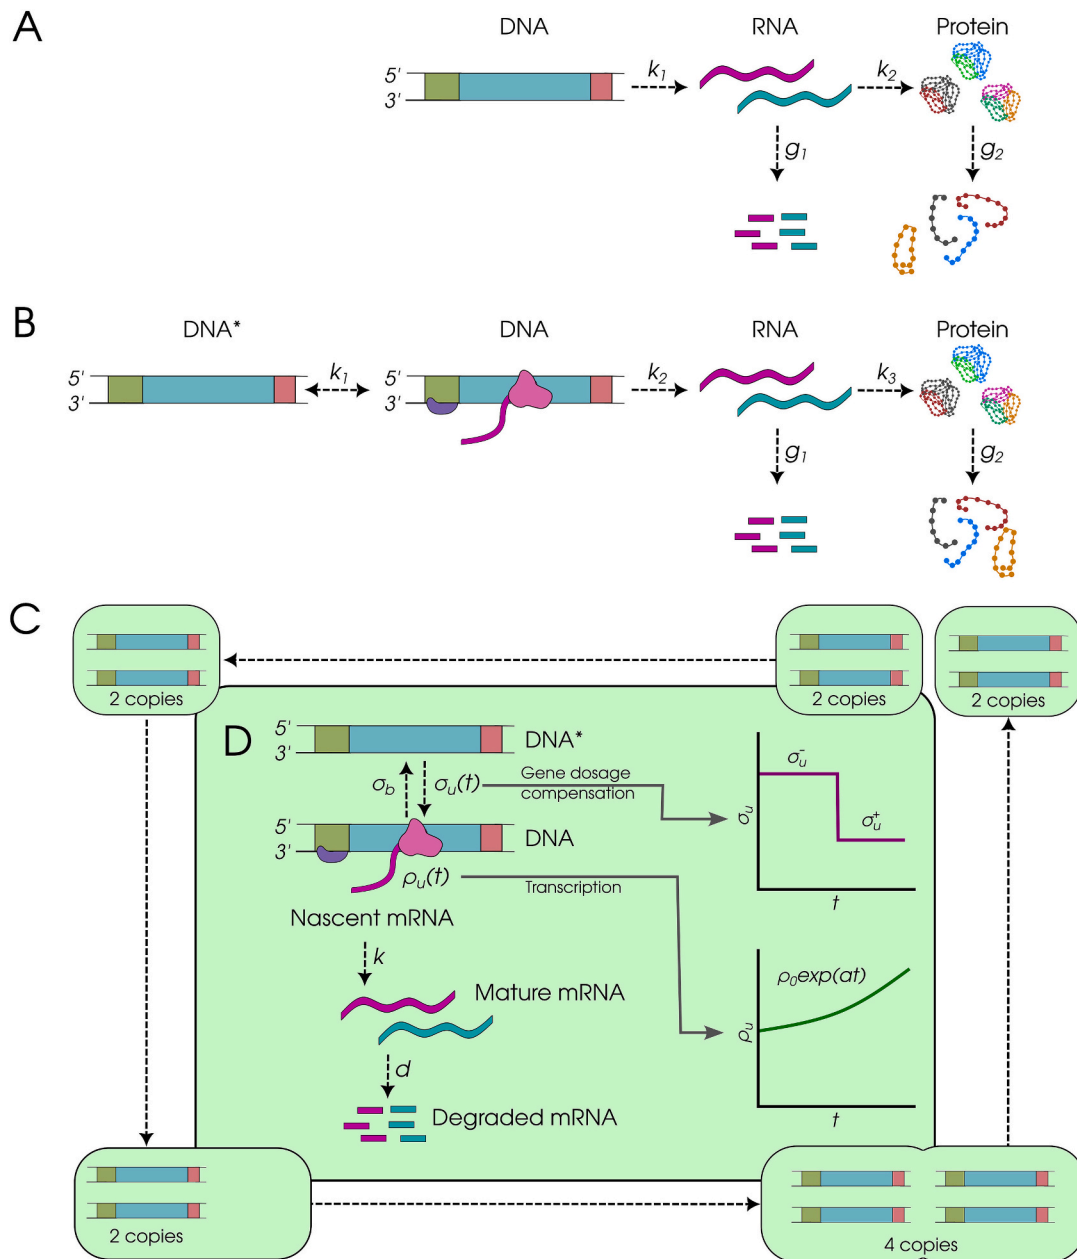 A
DNA
RNA
Protein
5'
3'
k1
k2
g1
g2
B
DNA*
DNA
RNA
Protein
5'
3'
5'
3'
k1
k2
k3
g1
g2
C
2 copies
2 copies
2 copies
D
5'
3'
DNA*
σb
σu(t)
Gene dosage
compensation
5'
3'
DNA
ρu(t)
Transcription
Nascent mRNA
k
Mature mRNA
d
Degraded mRNA
σu
σu-
σu+
t
ρu
ρ0exp(at)
t
2 copies
4 copies